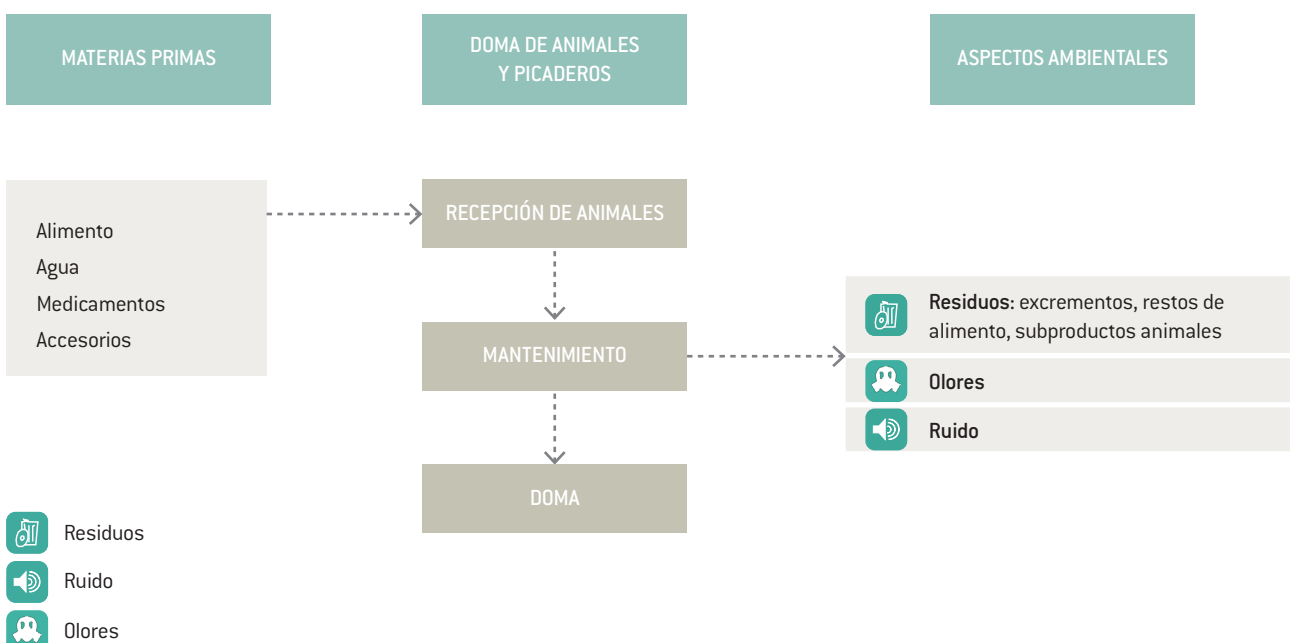 MATERIAS PRIMAS
DOMA DE ANIMALES
Y PICADEROS
ASPECTOS AMBIENTALES
Alimento
Agua
Medicamentos
Accesorios
RECEPCIÓN DE ANIMALES
MANTENIMIENTO
DOMA
Residuos: excrementos, restos de
alimento, subproductos animales
Olores
Ruido
Residuos
Ruido
Olores